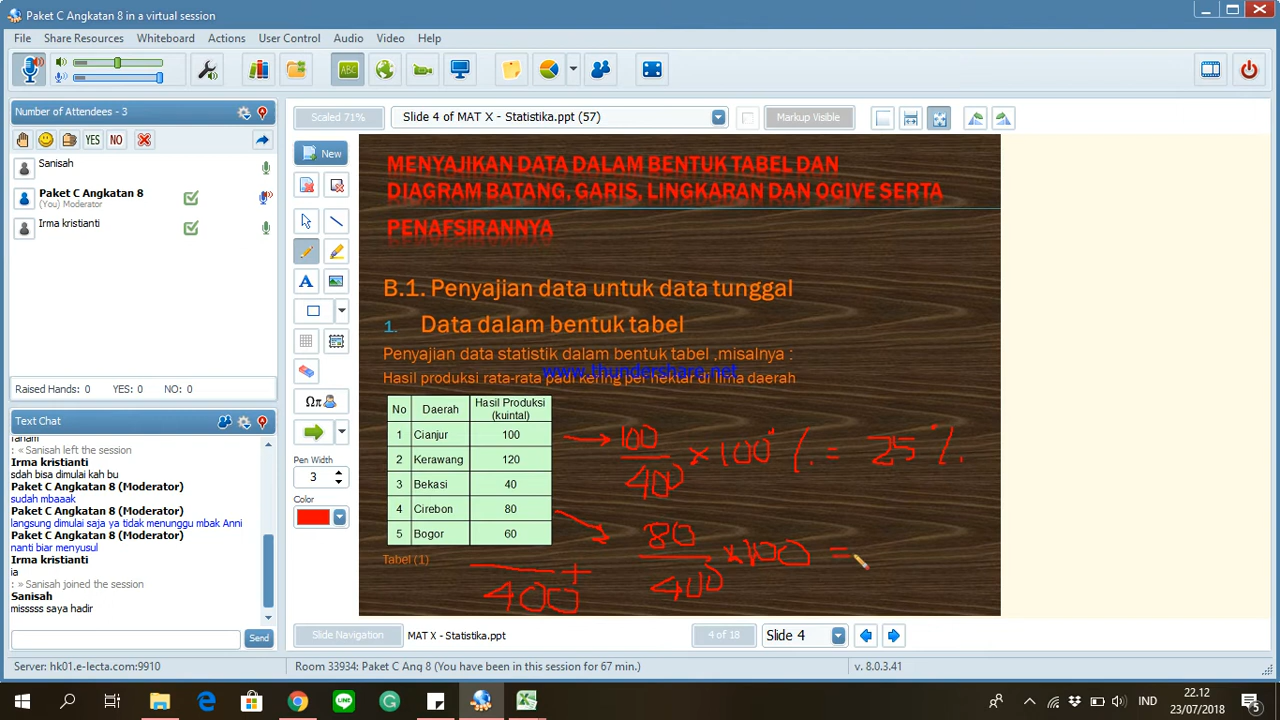 Paket C Angkatan 8 in a virtual session
File Share Resources Whiteboard Actions User Control Audio Video Help
ABC
Number of Attendees - 3
YES NO
Sanisah
Paket C Angkatan 8
(You) Moderator
Irma kristianti
Raised Hands: 0 YES: 0 NO: 0
Text Chat
: » Sanisah left the session
Irma kristianti
sdah bisa dimulai kah bu
Paket C Angkatan 8 (Moderator)
sudah mbaaak
Paket C Angkatan 8 (Moderator)
langsung dimulai saja ya tidak menunggu mbak Anni
Paket C Angkatan 8 (Moderator)
nanti biar menyusul
Irma kristianti
ia
: » Sanisah joined the session
Sanisah
misssss saya hadir
Send
Scaled 71%
Slide 4 of MAT X - Statistika.ppt (57)
Markup Visible
New
A
Ωπ
Pen Width
3
Color
MENYAJIKAN DATA DALAM BENTUK TABEL DAN
DIAGRAM BATANG, GARIS, LINGKARAN DAN OGIVE SERTA
PENAFSIRANNYA
B.1. Penyajian data untuk data tunggal
1. Data dalam bentuk tabel
Penyajian data statistik dalam bentuk tabel ,misalnya :
www.thundershare.net
Hasil produksi rata-rata padi kering per hektar di lima daerah
No Daerah Hasil Produksi (kuintal)
1 Cianjur 100
2 Kerawang 120
3 Bekasi 40
4 Cirebon 80
5 Bogor 60
Tabel (1)
+
400
100/400 × 100 % = 25 %
80/400 × 100 =
Slide Navigation MAT X - Statistika.ppt 4 of 18 Slide 4
Server: hk01.e-lecta.com:9910 Room 33934: Paket C Ang 8 (You have been in this session for 67 min.) v. 8.0.3.41
IND
22.12
23/07/2018
5